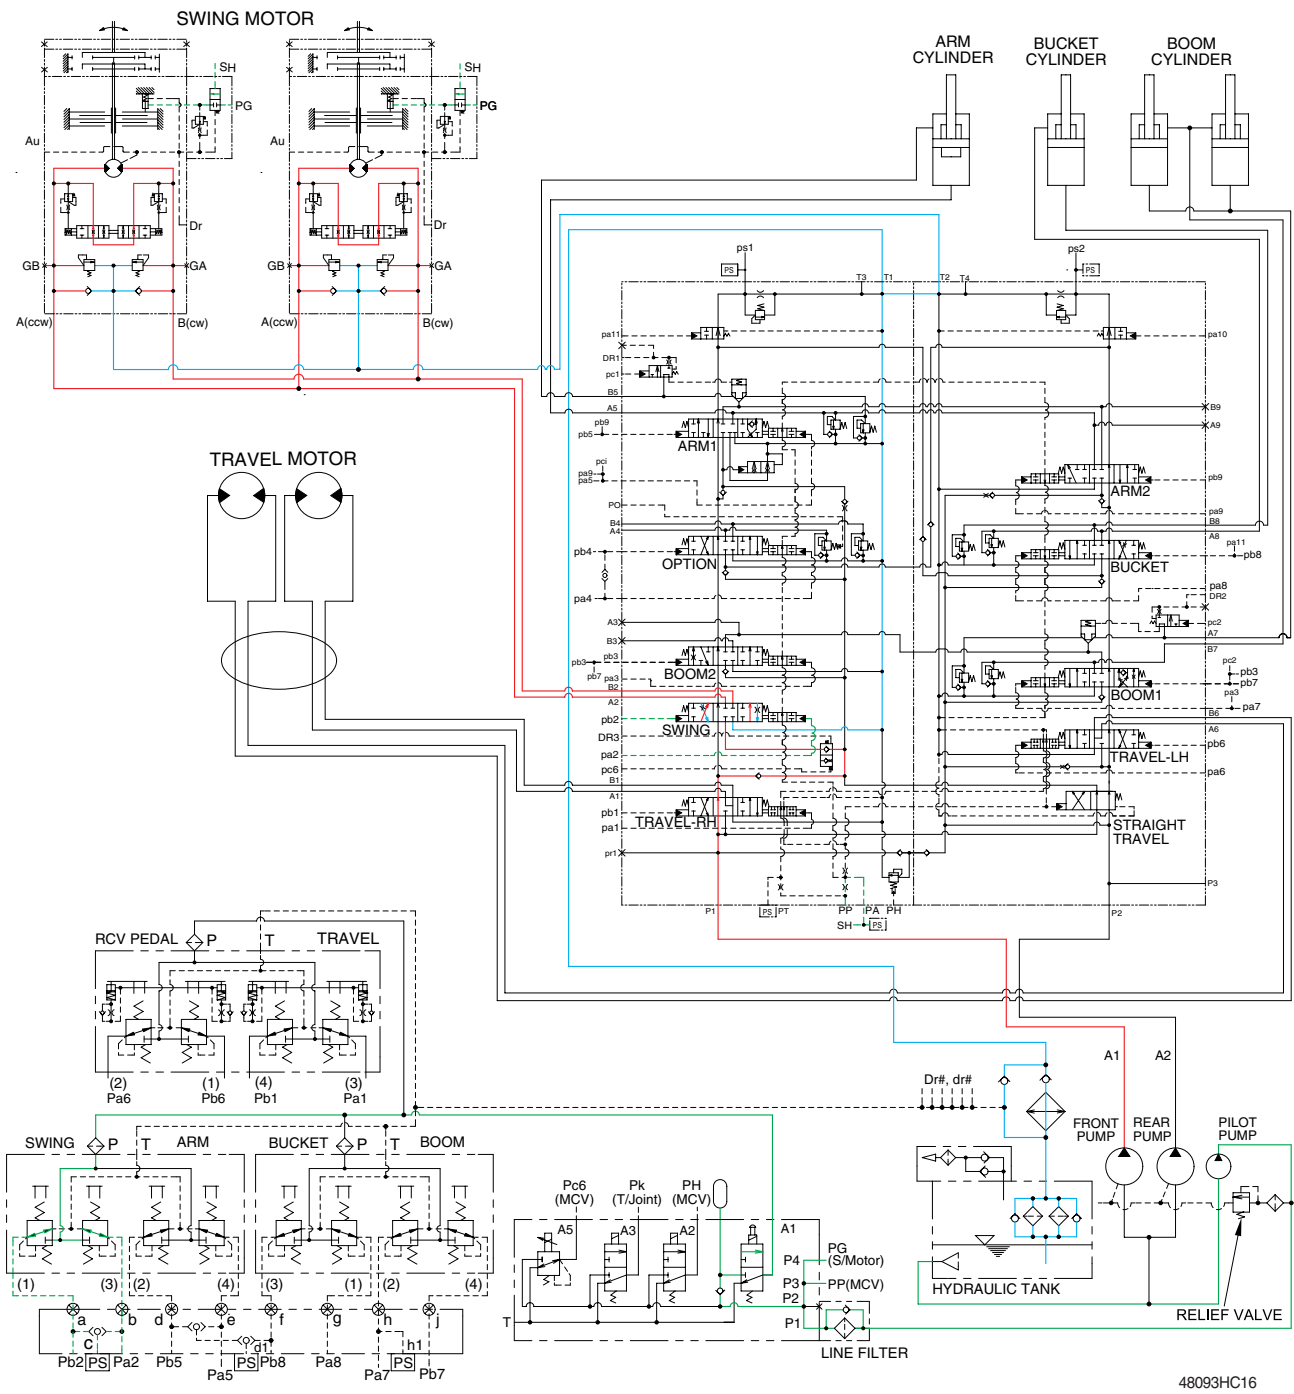 SWING MOTOR
ARM CYLINDER
BUCKET CYLINDER
BOOM CYLINDER
SH
PG
Au
Dr
GB
GA
A(ccw)
B(cw)
SH
PG
Au
Dr
GB
GA
A(ccw)
B(cw)
TRAVEL MOTOR
ps1
PS
ps2
PS
T3
T1
T2
T4
pa11
DR1
pc1
B5
A5
pb9
pb5
ARM1
pci
pa9
pa5
PO
B4
A4
pb4
OPTION
pa4
A3
B3
pb3
pb3
pb7
BOOM2
pa3
B2
A2
pb2
SWING
DR3
pa2
pc6
B1
A1
pb1
TRAVEL-RH
pa1
pr1
pa10
B9
A9
pb9
ARM2
pa9
B8
A8
pa11
pb8
BUCKET
pa8
DR2
pc2
A7
B7
pc2
pb3
pb7
BOOM1
pa3
pa7
B6
A6
pb6
TRAVEL-LH
pa6
STRAIGHT TRAVEL
P3
P1
PS
PT
PP
PA
PH
P2
SH
PS
RCV PEDAL
P
T
TRAVEL
(2)
(1)
(4)
(3)
Pa6
Pb6
Pb1
Pa1
SWING
P
T
ARM
BUCKET
P
T
BOOM
(1)
(3)
(2)
(4)
(3)
(1)
(2)
(4)
a
b
d
e
f
g
h
j
c
d1
h1
Pb2
PS
Pa2
Pb5
Pa5
PS
Pb8
Pa8
Pa7
PS
Pb7
Pc6 (MCV)
Pk (T/Joint)
PH (MCV)
A5
A3
A2
A1
T
P4
P3
P2
P1
PG (S/Motor)
PP(MCV)
LINE FILTER
Dr#, dr#
A1
A2
FRONT PUMP
REAR PUMP
PILOT PUMP
HYDRAULIC TANK
RELIEF VALVE
48093HC16